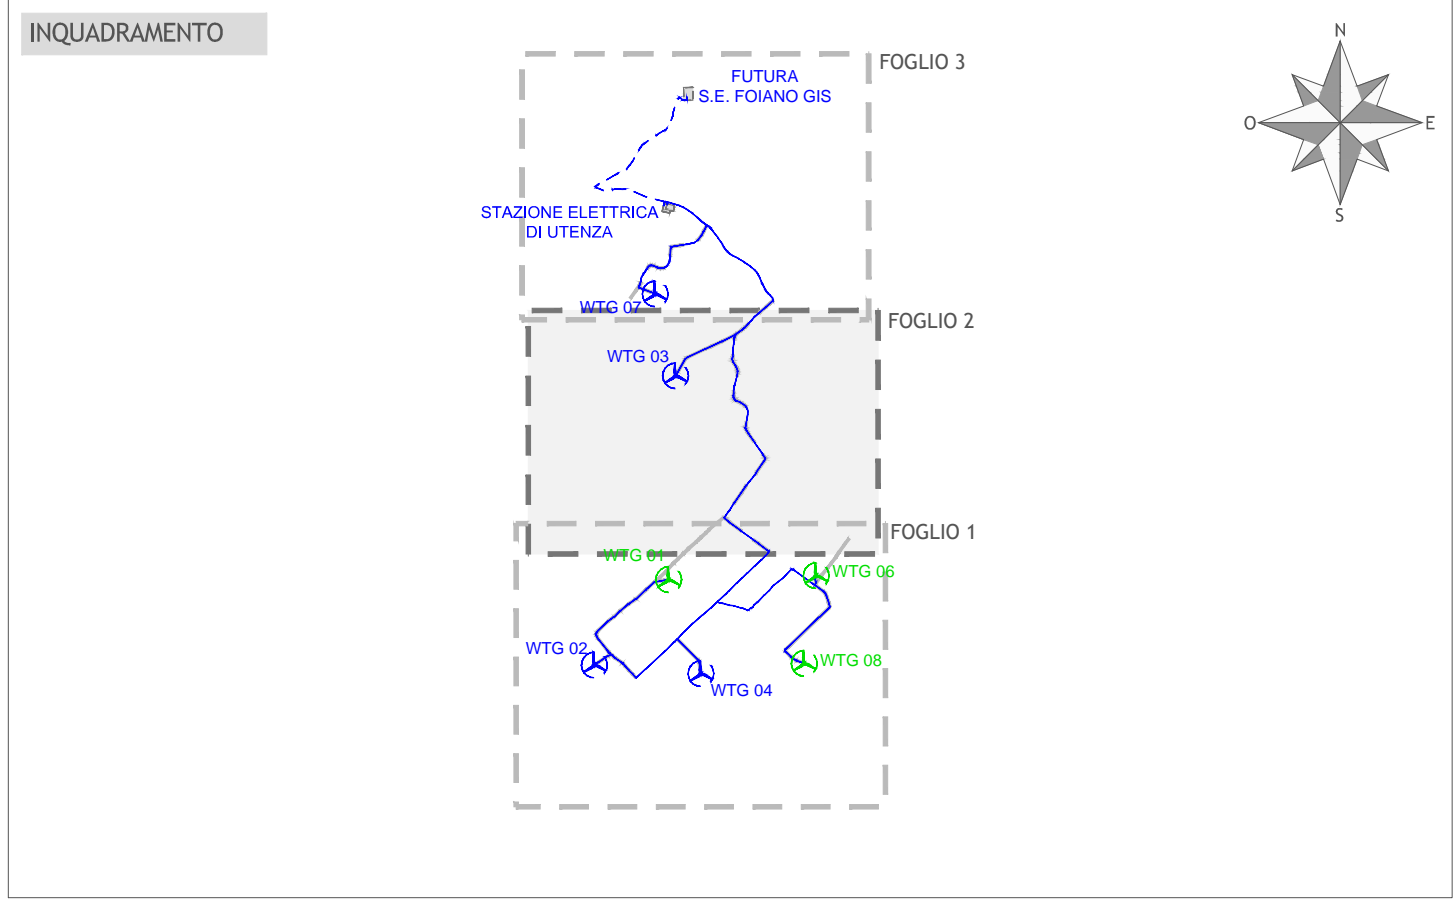 INQUADRAMENTO
N
O
E
S
FOGLIO 3
FUTURA
S.E. FOIANO GIS
STAZIONE ELETTRICA
DI UTENZA
WTG 07
FOGLIO 2
WTG 03
FOGLIO 1
WTG 01
WTG 06
WTG 02
WTG 08
WTG 04